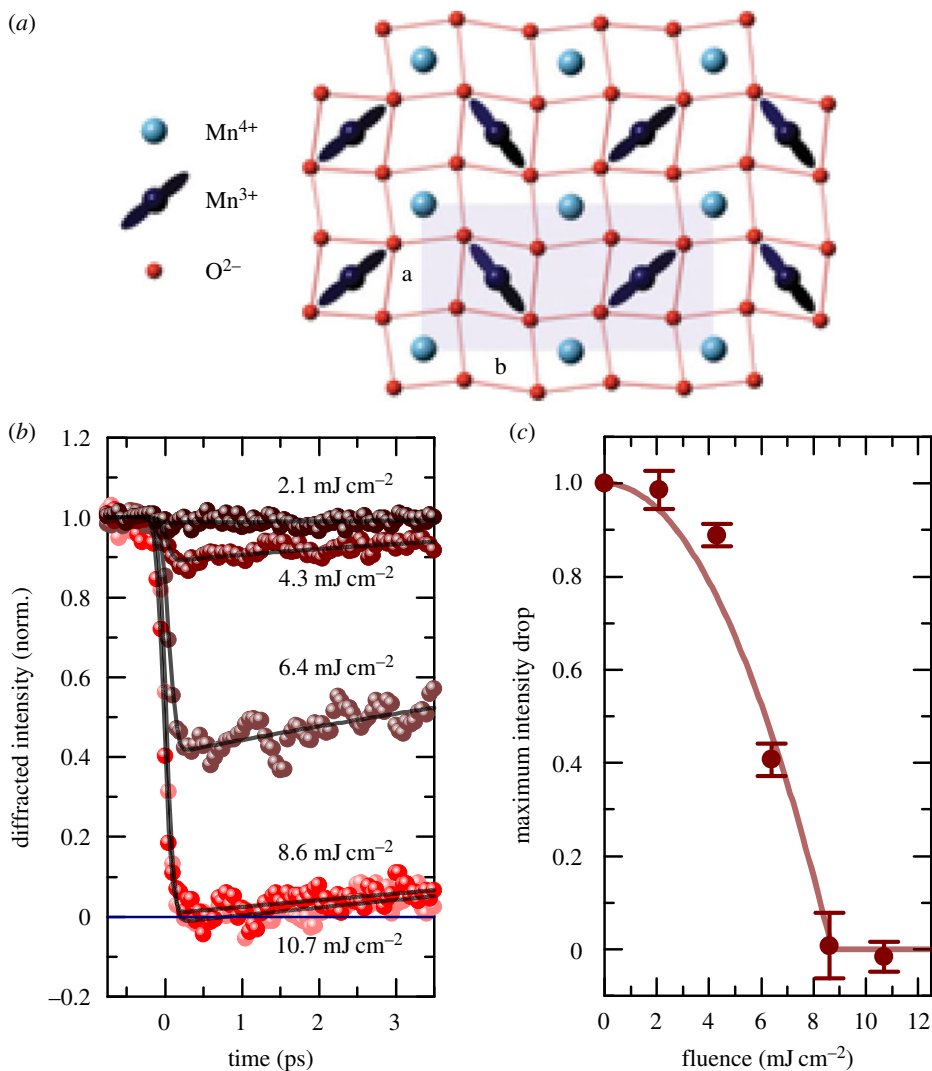 (a)
Mn4+
Mn3+
O2−
a
b
(b)
1.2
1.0
0.8
0.6
0.4
0.2
0
−0.2
diffracted intensity (norm.)
2.1 mJ cm−2
4.3 mJ cm−2
6.4 mJ cm−2
8.6 mJ cm−2
10.7 mJ cm−2
0 1 2 3
time (ps)
(c)
1.0
0.8
0.6
0.4
0.2
0
maximum intensity drop
0 2 4 6 8 10 12
fluence (mJ cm−2)